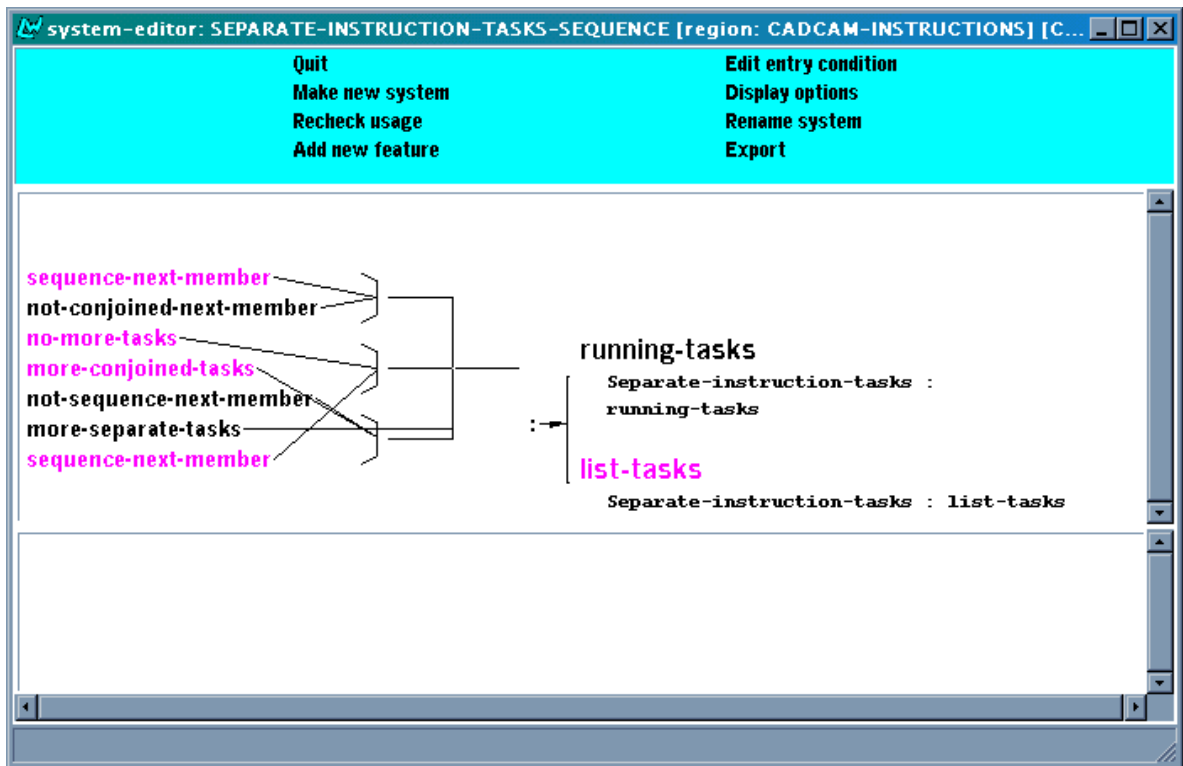 system-editor: SEPARATE-INSTRUCTION-TASKS-SEQUENCE [region: CADCAM-INSTRUCTIONS] [C...
Quit
Edit entry condition
Make new system
Display options
Recheck usage
Rename system
Add new feature
Export
sequence-next-member
not-conjoined-next-member
no-more-tasks
more-conjoined-tasks
not-sequence-next-member
more-separate-tasks
sequence-next-member
:
running-tasks
Separate-instruction-tasks :
running-tasks
list-tasks
Separate-instruction-tasks : list-tasks